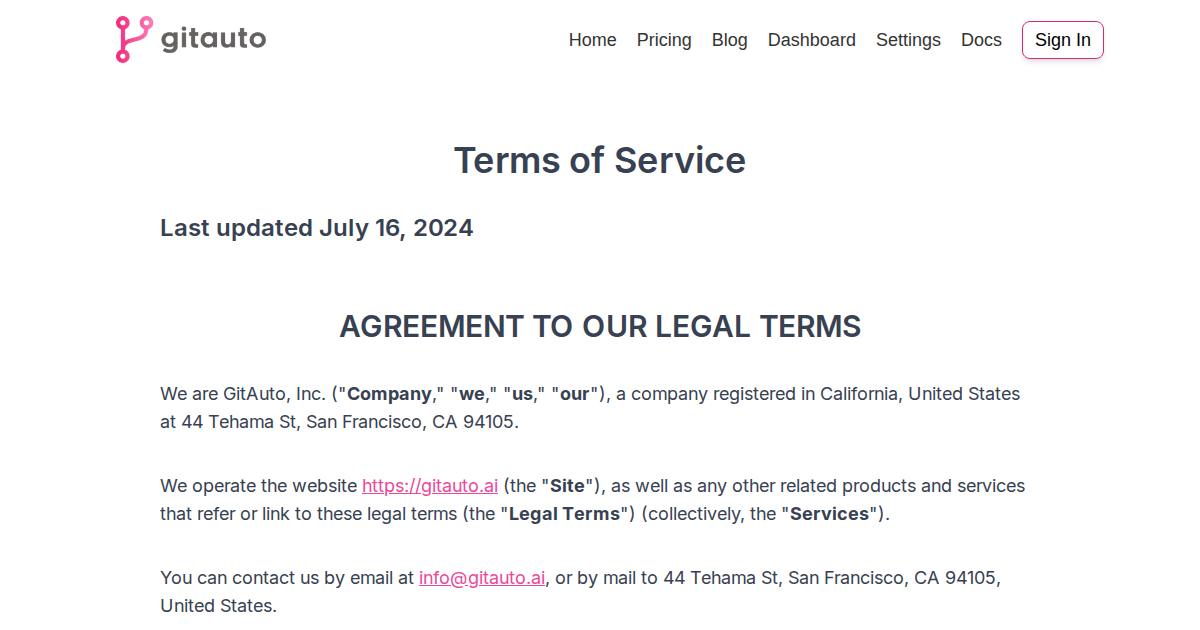 gitauto
Home Pricing Blog Dashboard Settings Docs Sign In
Terms of Service
Last updated July 16, 2024
AGREEMENT TO OUR LEGAL TERMS
We are GitAuto, Inc. ("Company," "we," "us," "our"), a company registered in California, United States
at 44 Tehama St, San Francisco, CA 94105.
We operate the website https://gitauto.ai (the "Site"), as well as any other related products and services
that refer or link to these legal terms (the "Legal Terms") (collectively, the "Services").
You can contact us by email at info@gitauto.ai, or by mail to 44 Tehama St, San Francisco, CA 94105,
United States.